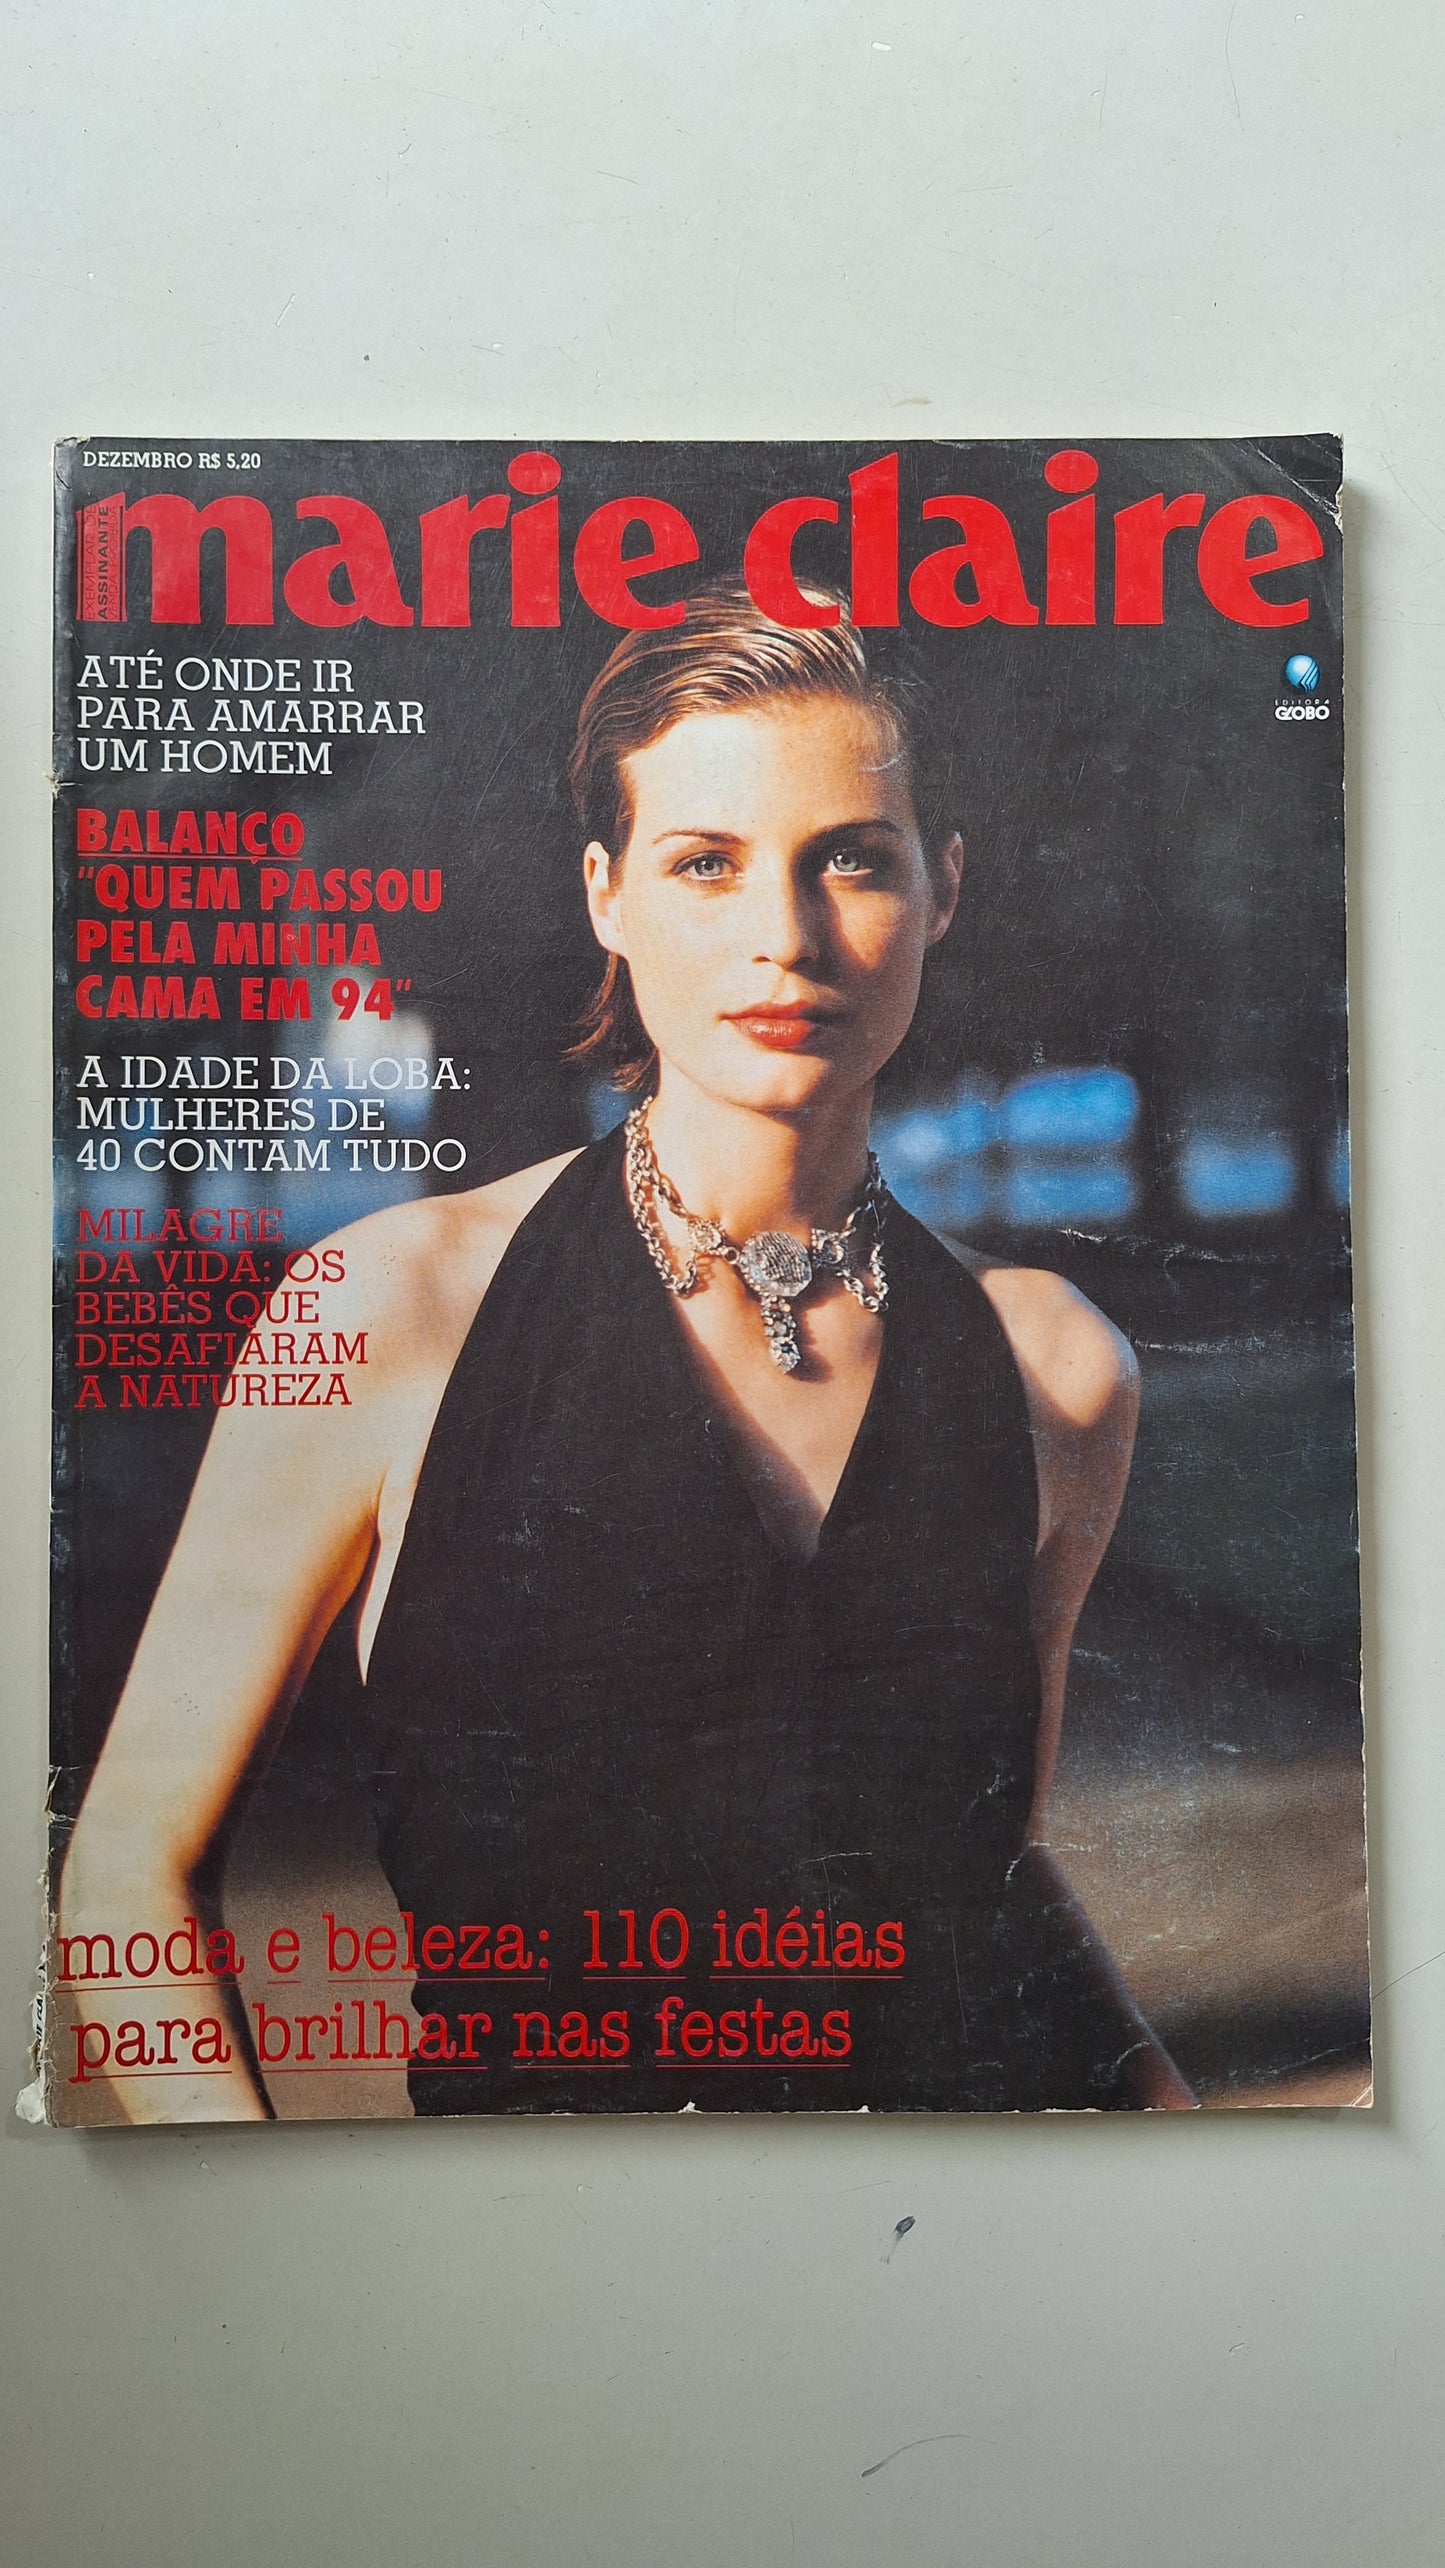 DEZEMBRO R$ 5,20
marie claire
EXEMPLAR DE
ASSINANTE
VENDA PROIBIDA
EDITORA
GLOBO
ATÉ ONDE IR
PARA AMARRAR
UM HOMEM
BALANÇO
"QUEM PASSOU
PELA MINHA
CAMA EM 94"
A IDADE DA LOBA:
MULHERES DE
40 CONTAM TUDO
MILAGRE
DA VIDA: OS
BEBÊS QUE
DESAFIARAM
A NATUREZA
moda e beleza: 110 idéias
para brilhar nas festas